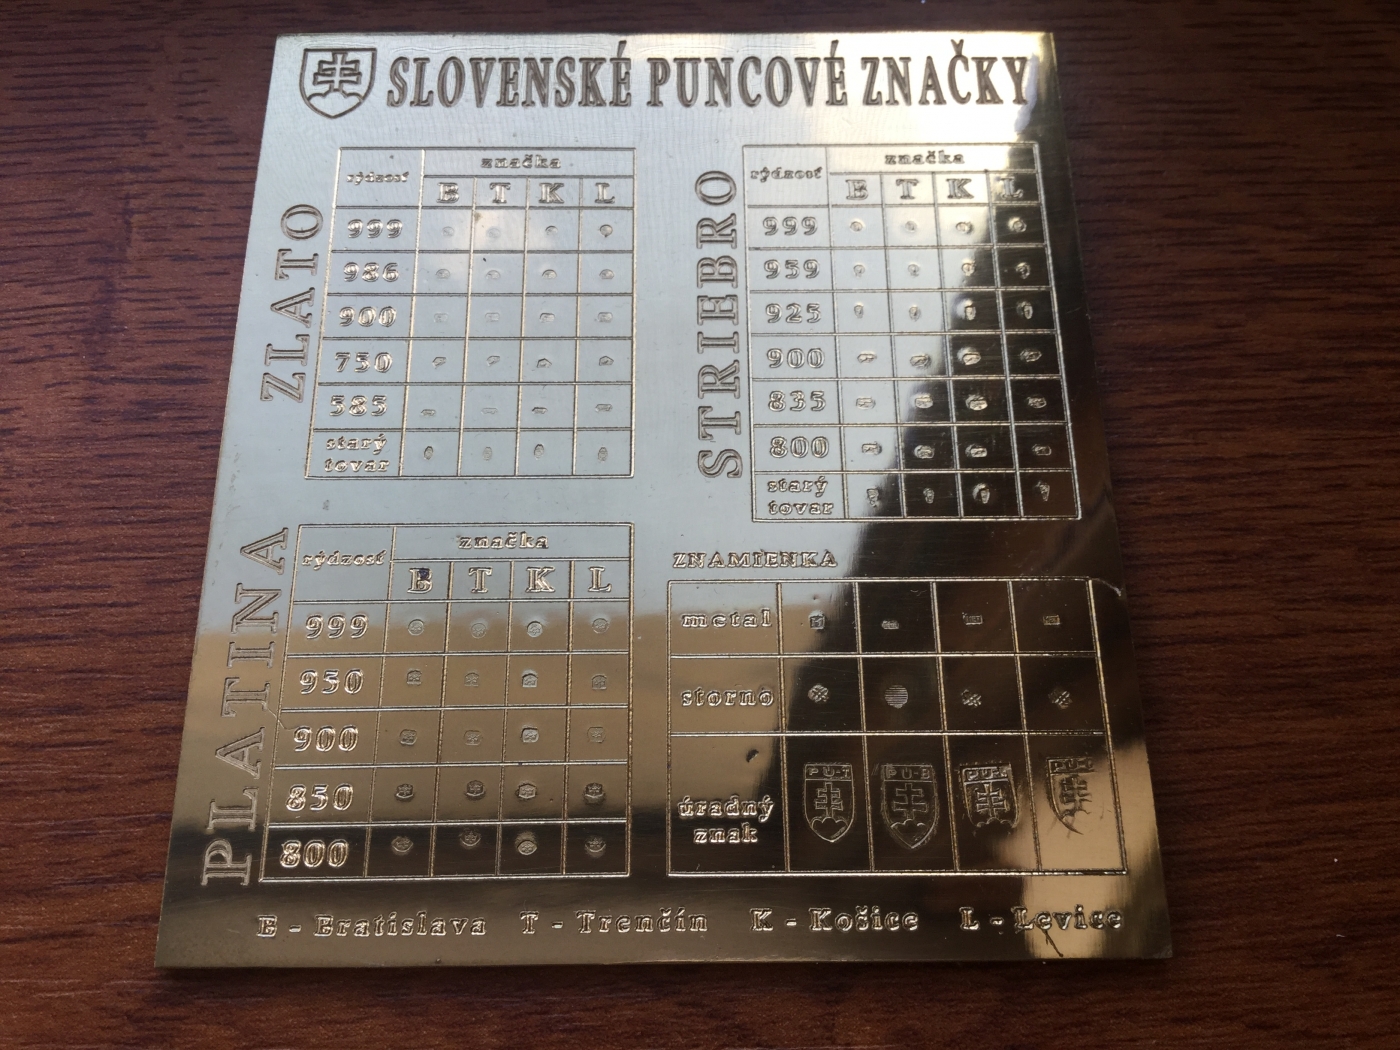 SLOVENSKÉ PUNCOVÉ ZNAČKY
ZLATO
rýdzosť značka
B T K L
999
986
900
750
585
starý
tovar
STRIEBRO
rýdzosť značka
B T K L
999
959
925
900
835
800
starý
tovar
PLATINA
rýdzosť značka
B T K L
999
950
900
850
800
ZNAMIENKA
metal
storno
úradný
znak
PU-T PU-B
B - Bratislava T - Trenčín K - Košice L - Levice